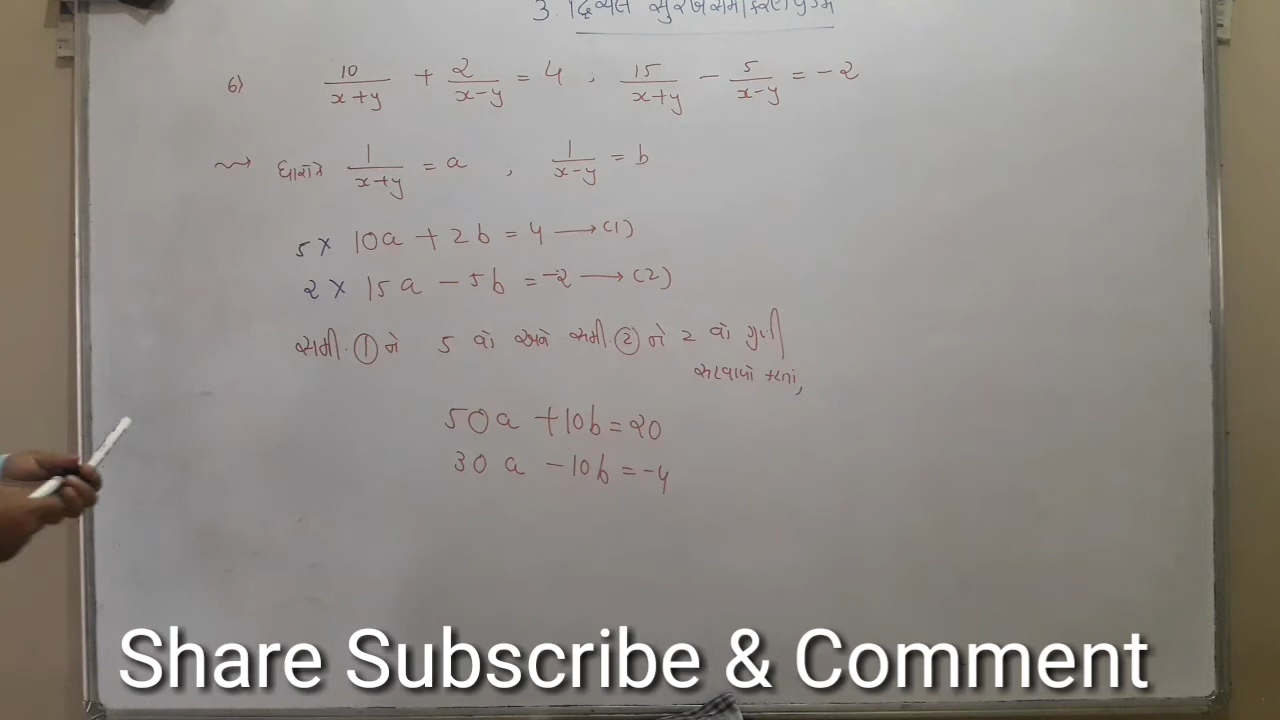 3. દ્વિચલ સુરેખ સમીકરણયુગ્મ
6) 10/(x+y) + 2/(x-y) = 4 ; 15/(x+y) - 5/(x-y) = -2
ધારોકે 1/(x+y) = a , 1/(x-y) = b
5 × 10a + 2b = 4 → (1)
2 × 15a - 5b = -2 → (2)
સમી. ① ને 5 વડે અને સમી. ② ને 2 વડે ગુણી
સરવાળો કરતાં,
50a + 10b = 20
30a - 10b = -4
Share Subscribe & Comment